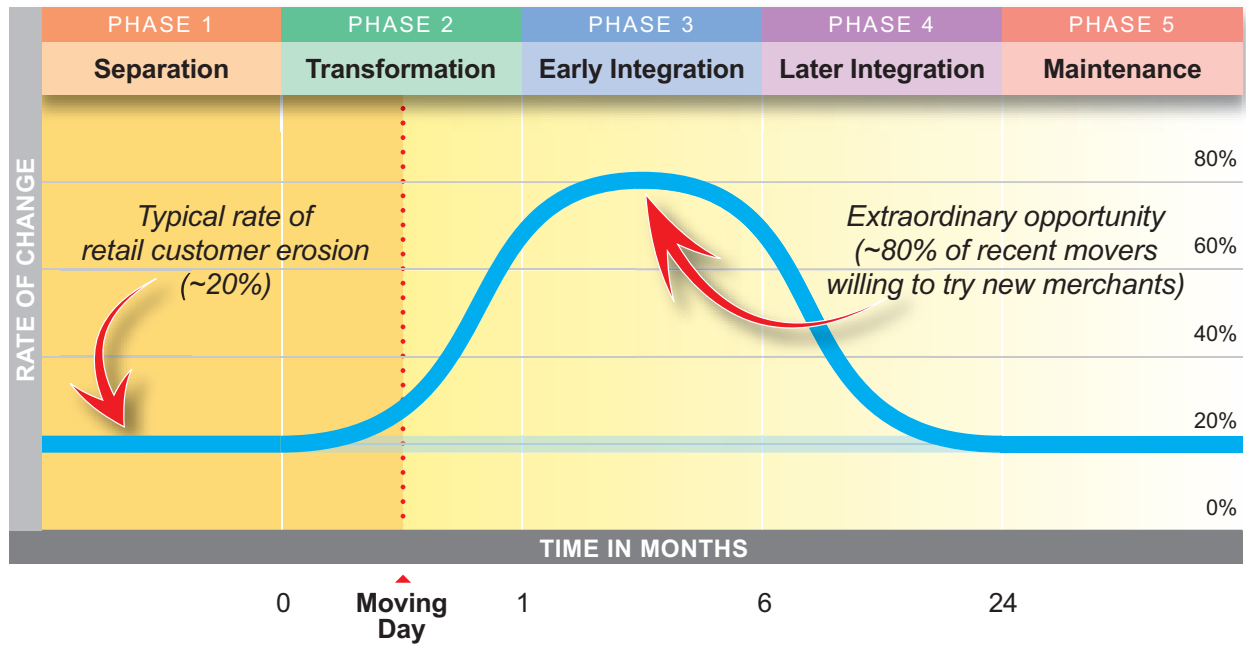 PHASE 1
PHASE 2
PHASE 3
PHASE 4
PHASE 5
Separation
Transformation
Early Integration
Later Integration
Maintenance
RATE OF CHANGE
80%
60%
40%
20%
0%
Typical rate of
retail customer erosion
(~20%)
Extraordinary opportunity
(~80% of recent movers
willing to try new merchants)
TIME IN MONTHS
0
Moving
Day
1
6
24